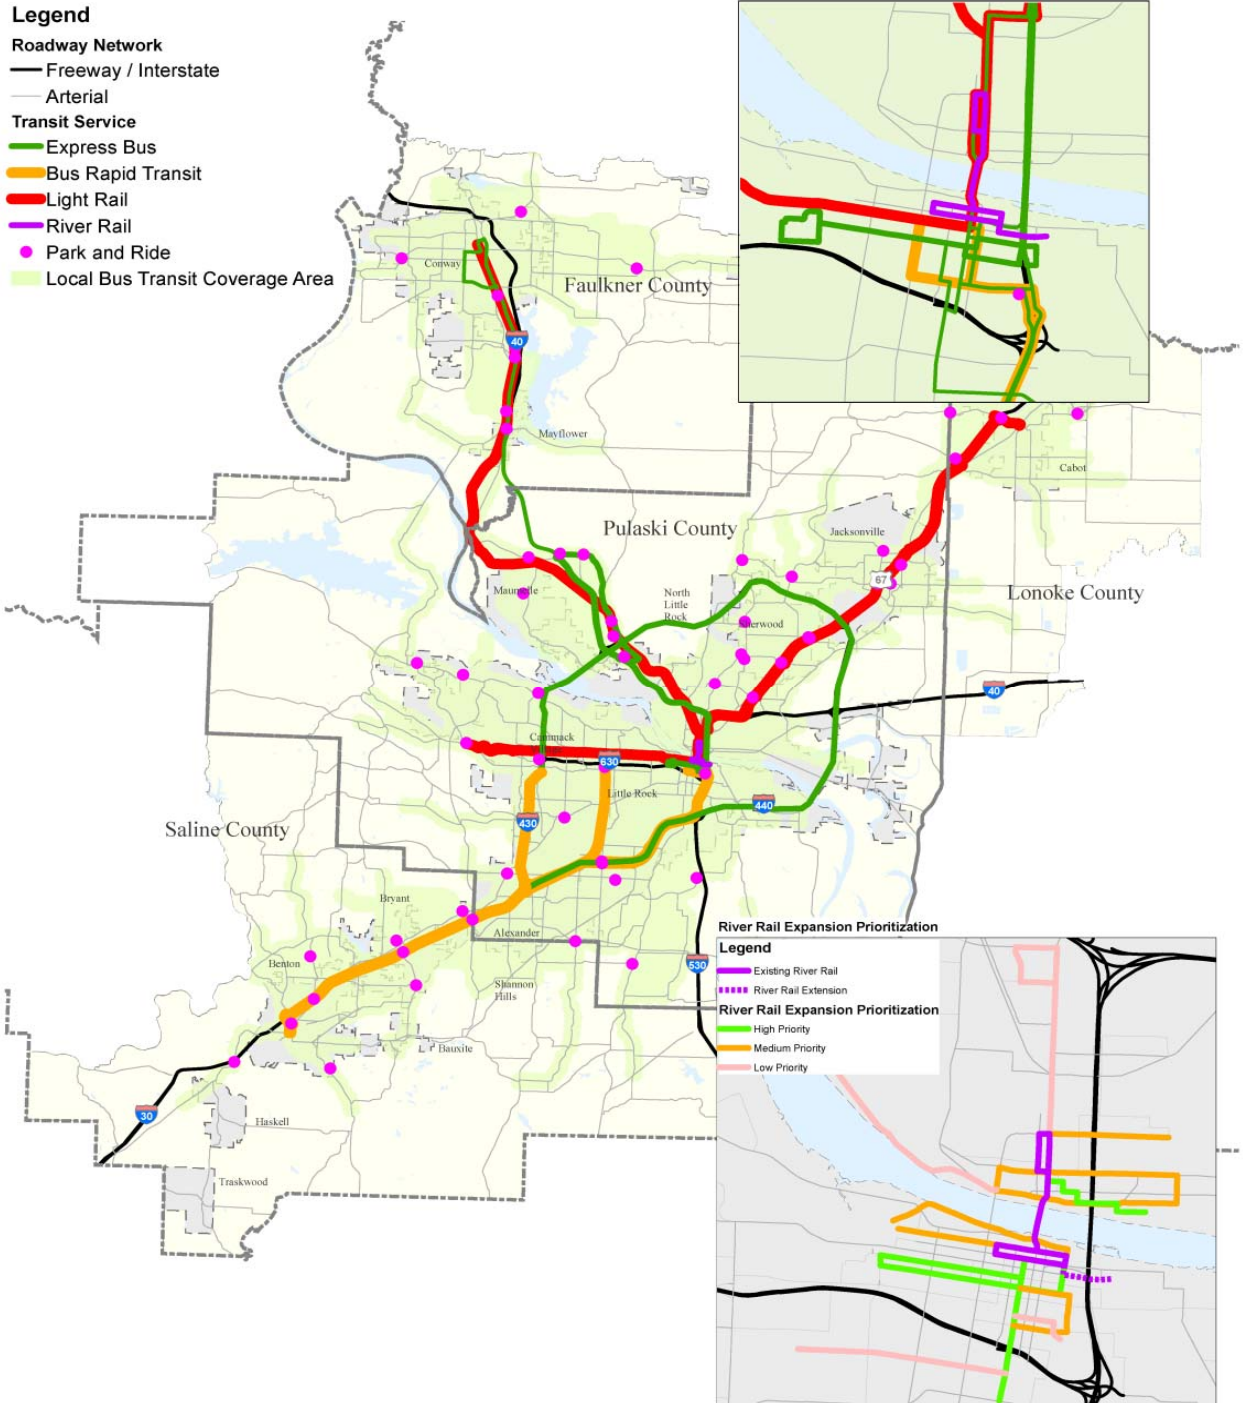 Legend
Roadway Network
Freeway / Interstate
Arterial
Transit Service
Express Bus
Bus Rapid Transit
Light Rail
River Rail
Park and Ride
Local Bus Transit Coverage Area
Conway
Faulkner County
40
Mayflower
Cabot
Pulaski County
Jacksonville
67
Maumelle
North
Little
Rock
Sherwood
Lonoke County
40
Cammack
630
Little Rock
430
440
Saline County
Bryant
Alexander
Benton
530
Shannon
Hills
Bauxite
30
Haskell
Traskwood
River Rail Expansion Prioritization
Legend
Existing River Rail
River Rail Extension
River Rail Expansion Prioritization
High Priority
Medium Priority
Low Priority